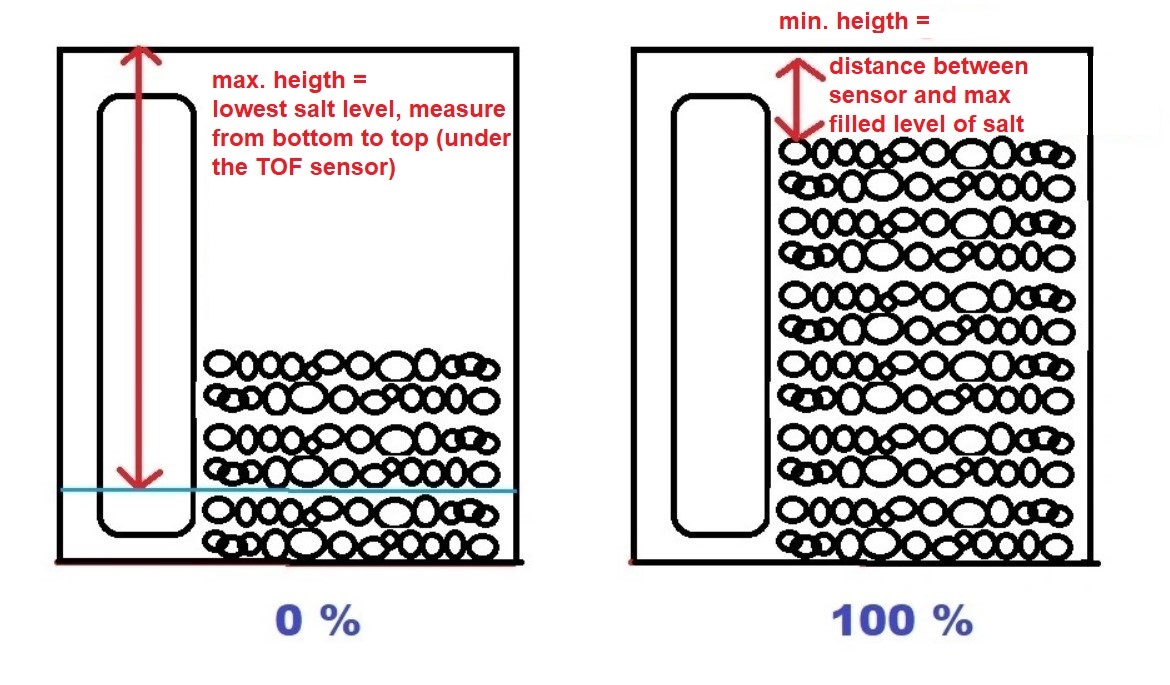 max. heigth =
lowest salt level, measure
from bottom to top (under
the TOF sensor)
0 %
min. heigth =
distance between
sensor and max
filled level of salt
100 %